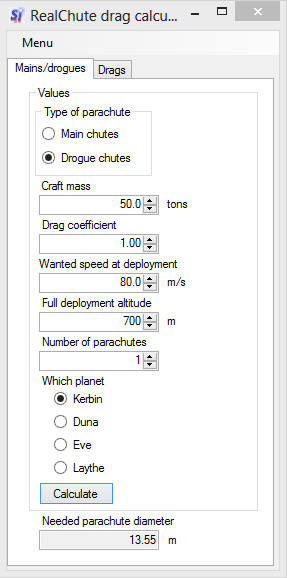 RealChute drag calcu...
Menu
Mains/drogues Drags
Values
Type of parachute
Main chutes
Drogue chutes
Craft mass
50.0 tons
Drag coefficient
1.00
Wanted speed at deployment
80.0 m/s
Full deployment altitude
700 m
Number of parachutes
1
Which planet
Kerbin
Duna
Eve
Laythe
Calculate
Needed parachute diameter
13.55 m